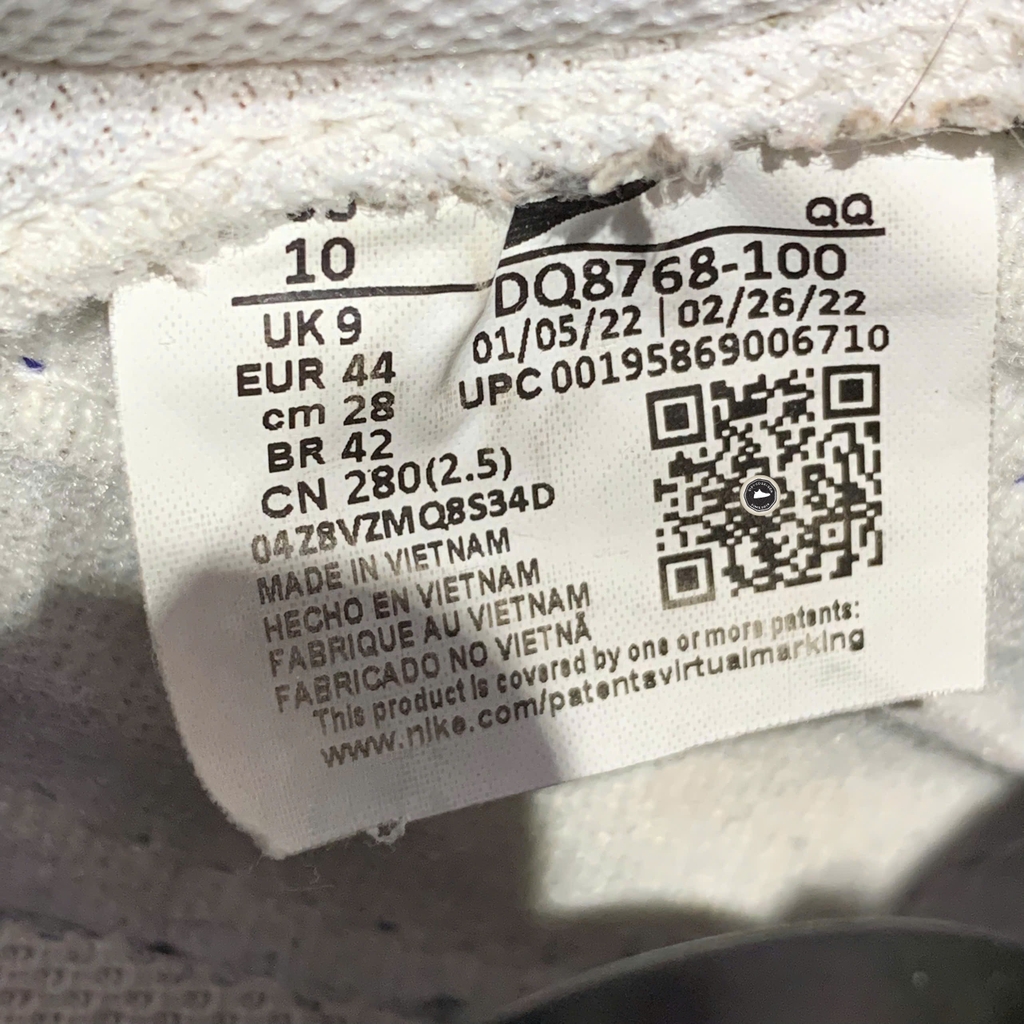 10
UK 9
EUR 44
cm 28
BR 42
CN 280(2.5)
04Z8VZMQ8S34D
MADE IN VIETNAM
HECHO EN VIETNAM
FABRIQUE AU VIETNAM
FABRICADO NO VIETNÃ
This product is covered by one or more patents:
www.nike.com/patentsvirtualmarking
QQ
DQ8768-100
01/05/22 | 02/26/22
UPC 00195869006710